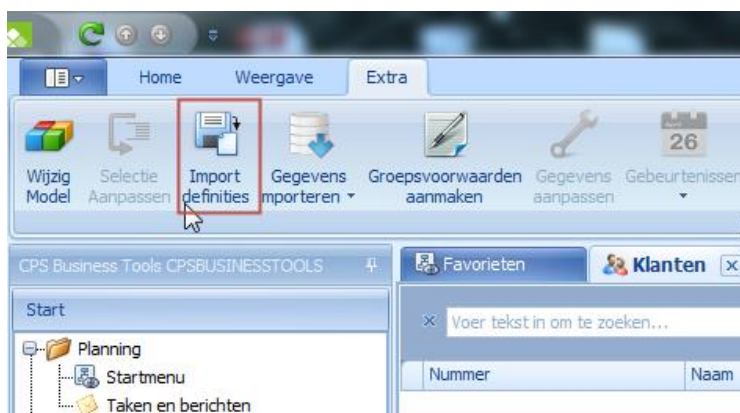 Home Weergave Extra
Wijzig Model
Selectie Aanpassen
Import definities
Gegevens mporteren
Groepsvoorwaarden aanmaken
Gegevens aanpassen
26
Gebeurtenissen
CPS Business Tools CPSBUSINESSTOOLS
Favorieten
Klanten
Start
Voer tekst in om te zoeken...
Planning
Startmenu
Nummer Naam
Taken en berichten